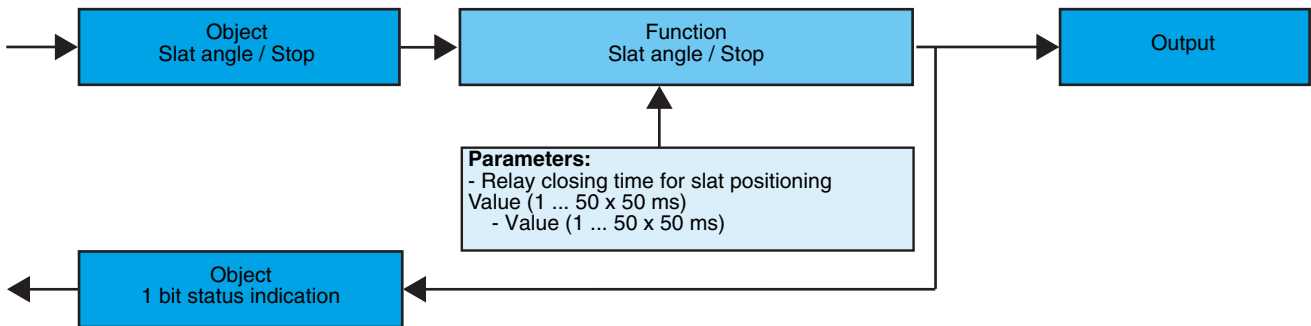 Object
Slat angle / Stop
Function
Slat angle / Stop
Output
Parameters:
- Relay closing time for slat positioning
Value (1 ... 50 x 50 ms)
- Value (1 ... 50 x 50 ms)
Object
1 bit status indication